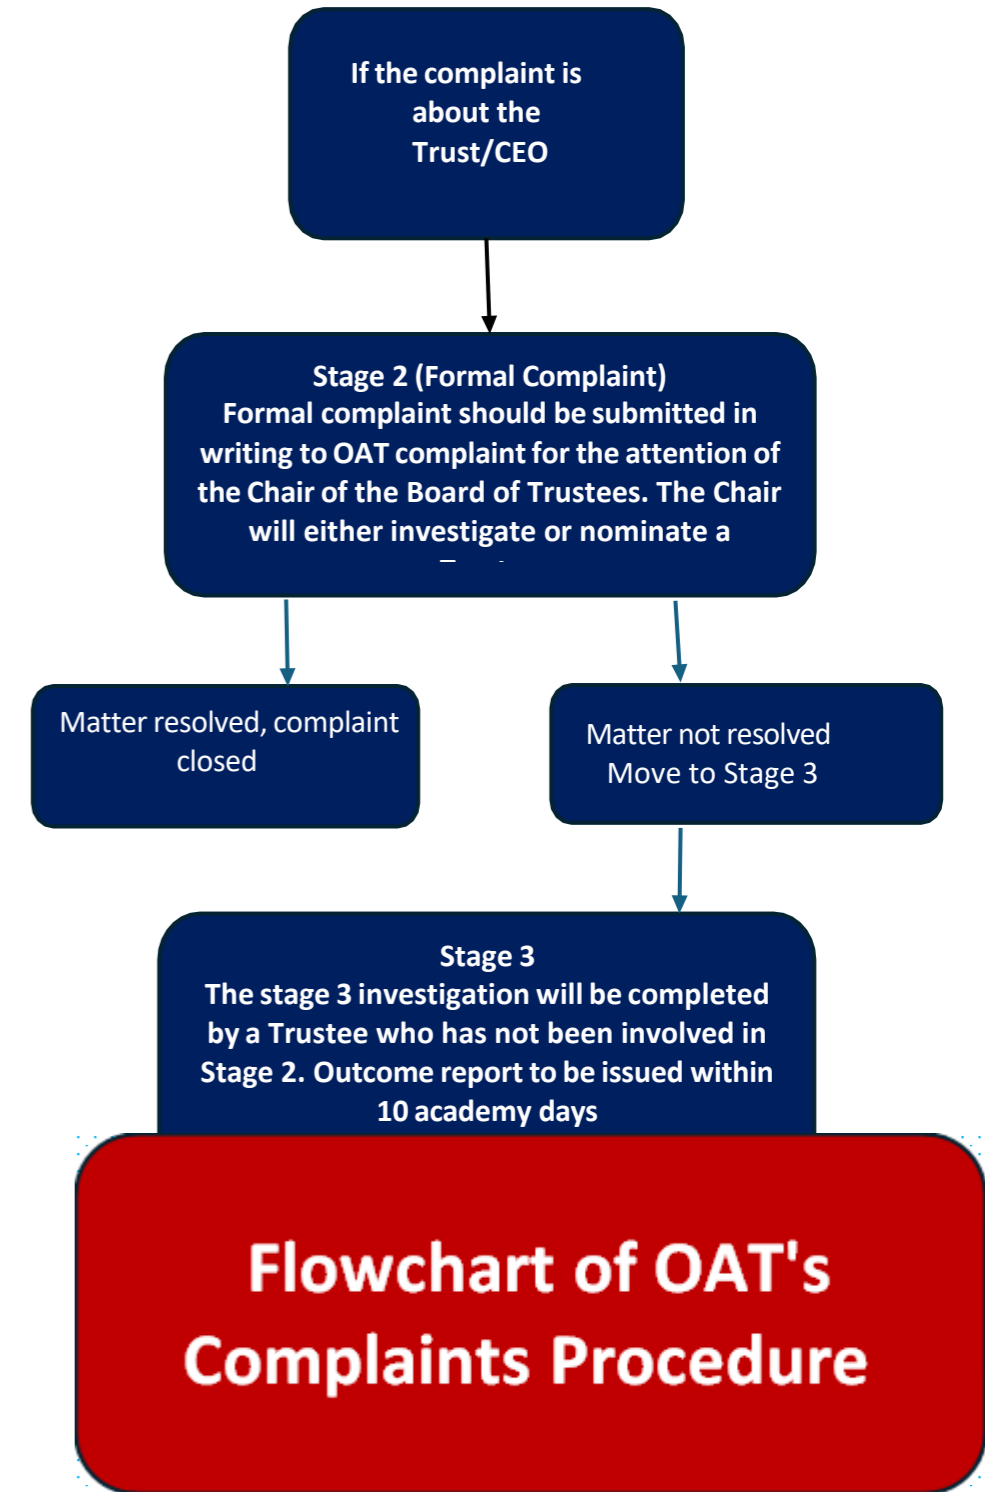 If the complaint is
about the
Trust/CEO
Stage 2 (Formal Complaint)
Formal complaint should be submitted in
writing to OAT complaint for the attention of
the Chair of the Board of Trustees. The Chair
will either investigate or nominate a
Matter resolved, complaint
closed
Matter not resolved
Move to Stage 3
Stage 3
The stage 3 investigation will be completed
by a Trustee who has not been involved in
Stage 2. Outcome report to be issued within
10 academy days
Flowchart of OAT's
Complaints Procedure